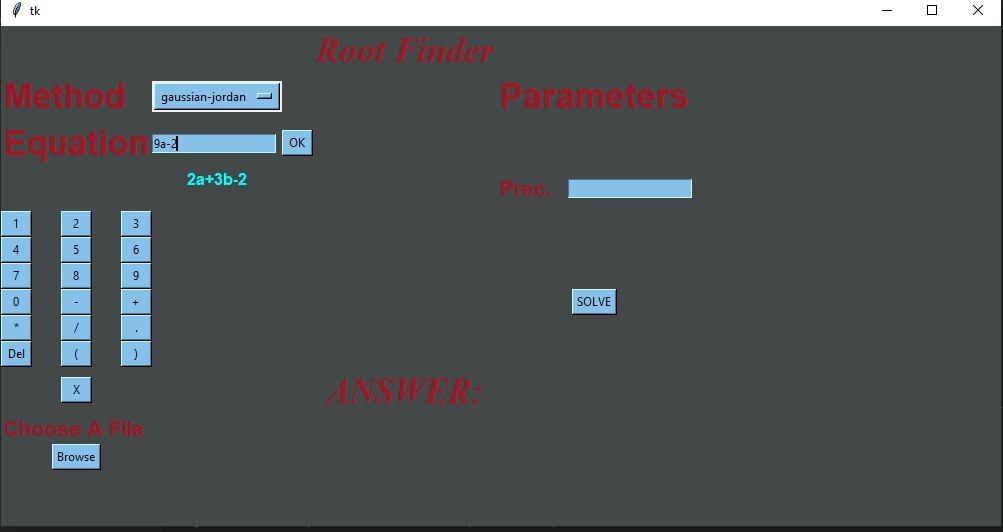 tk
Root Finder
Method gaussian-jordan Parameters
Equation 9a-2 OK
2a+3b-2
Prec.
1 2 3
4 5 6
7 8 9
0 - +
* / .
Del ( )
SOLVE
X
ANSWER:
Choose A File
Browse